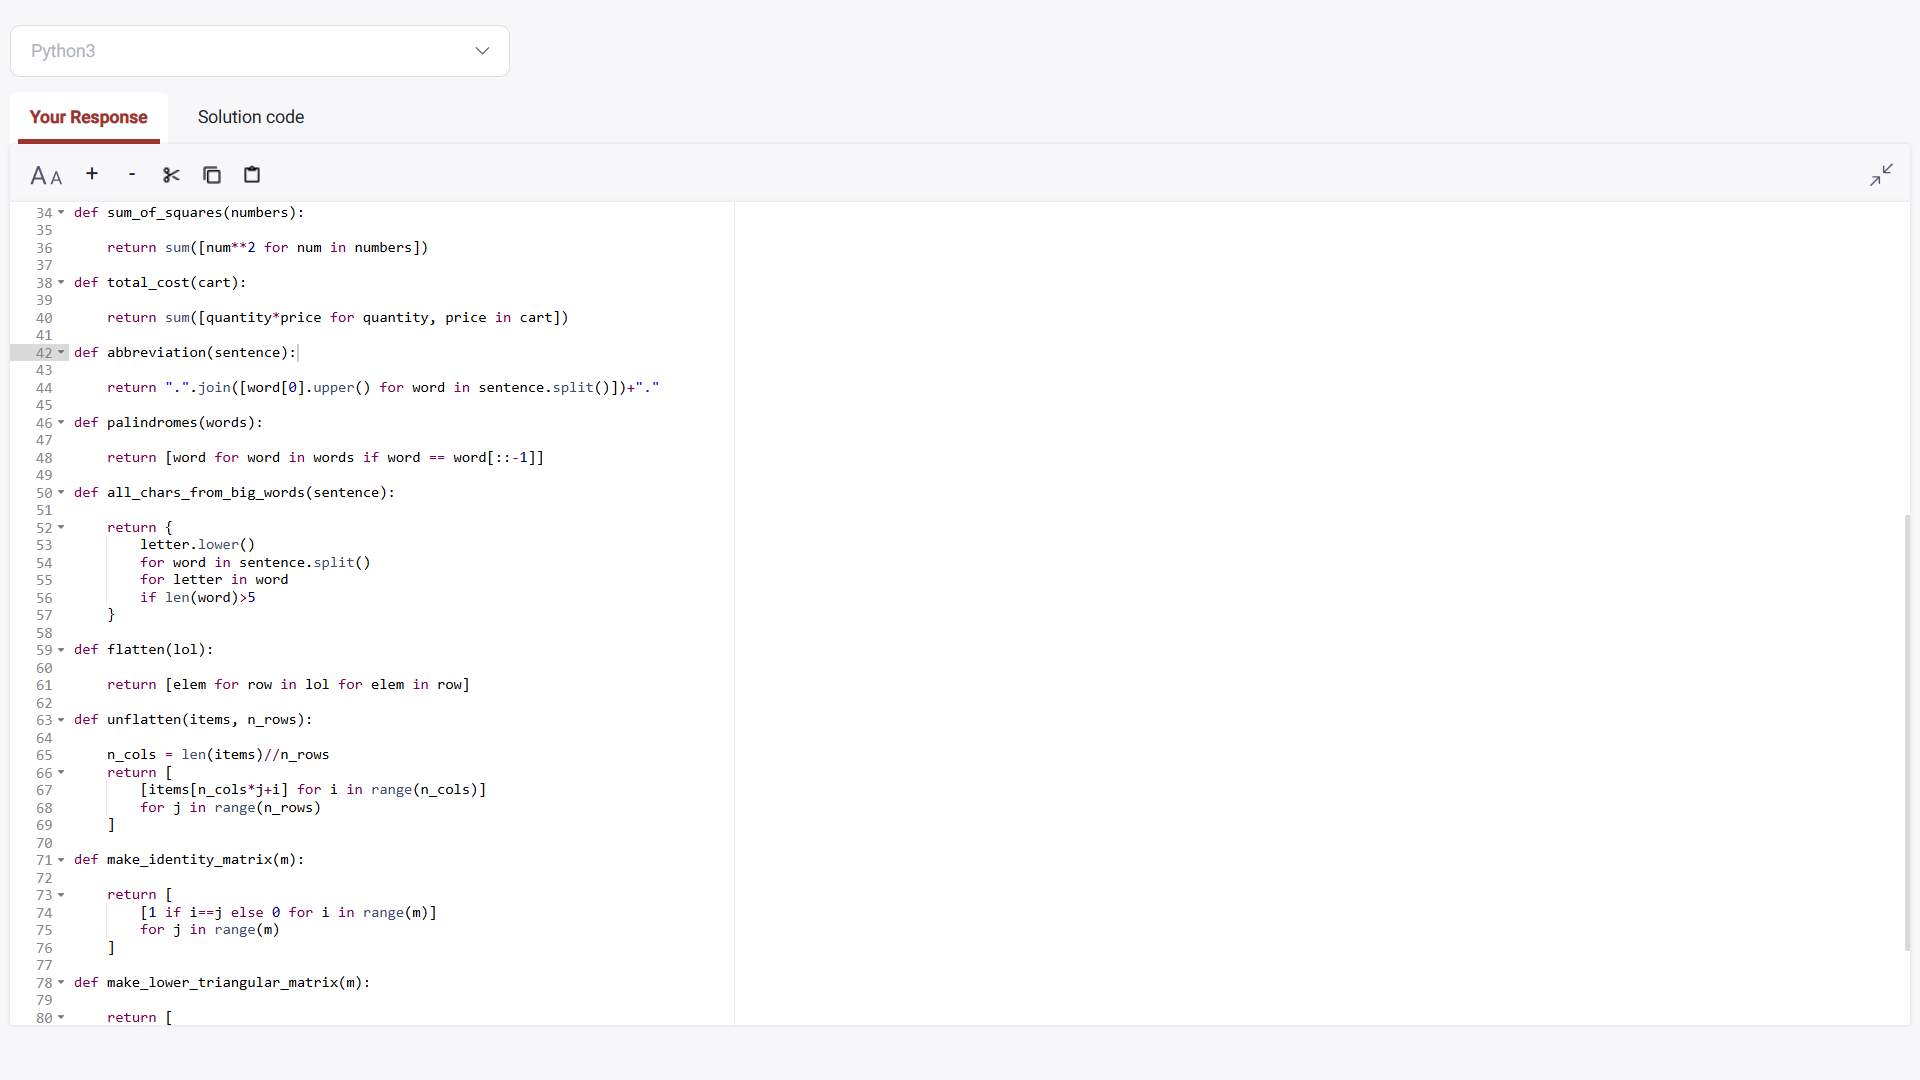 Python3
Your Response
Solution code
A A + -
34 def sum_of_squares(numbers):
35
36     return sum([num**2 for num in numbers])
37
38 def total_cost(cart):
39
40     return sum([quantity*price for quantity, price in cart])
41
42 def abbreviation(sentence):
43
44     return ".".join([word[0].upper() for word in sentence.split()])+"."
45
46 def palindromes(words):
47
48     return [word for word in words if word == word[::-1]]
49
50 def all_chars_from_big_words(sentence):
51
52     return {
53         letter.lower()
54         for word in sentence.split()
55         for letter in word
56         if len(word)>5
57     }
58
59 def flatten(lol):
60
61     return [elem for row in lol for elem in row]
62
63 def unflatten(items, n_rows):
64
65     n_cols = len(items)//n_rows
66     return [
67         [items[n_cols*j+i] for i in range(n_cols)]
68         for j in range(n_rows)
69     ]
70
71 def make_identity_matrix(m):
72
73     return [
74         [1 if i==j else 0 for i in range(m)]
75         for j in range(m)
76     ]
77
78 def make_lower_triangular_matrix(m):
79
80     return [